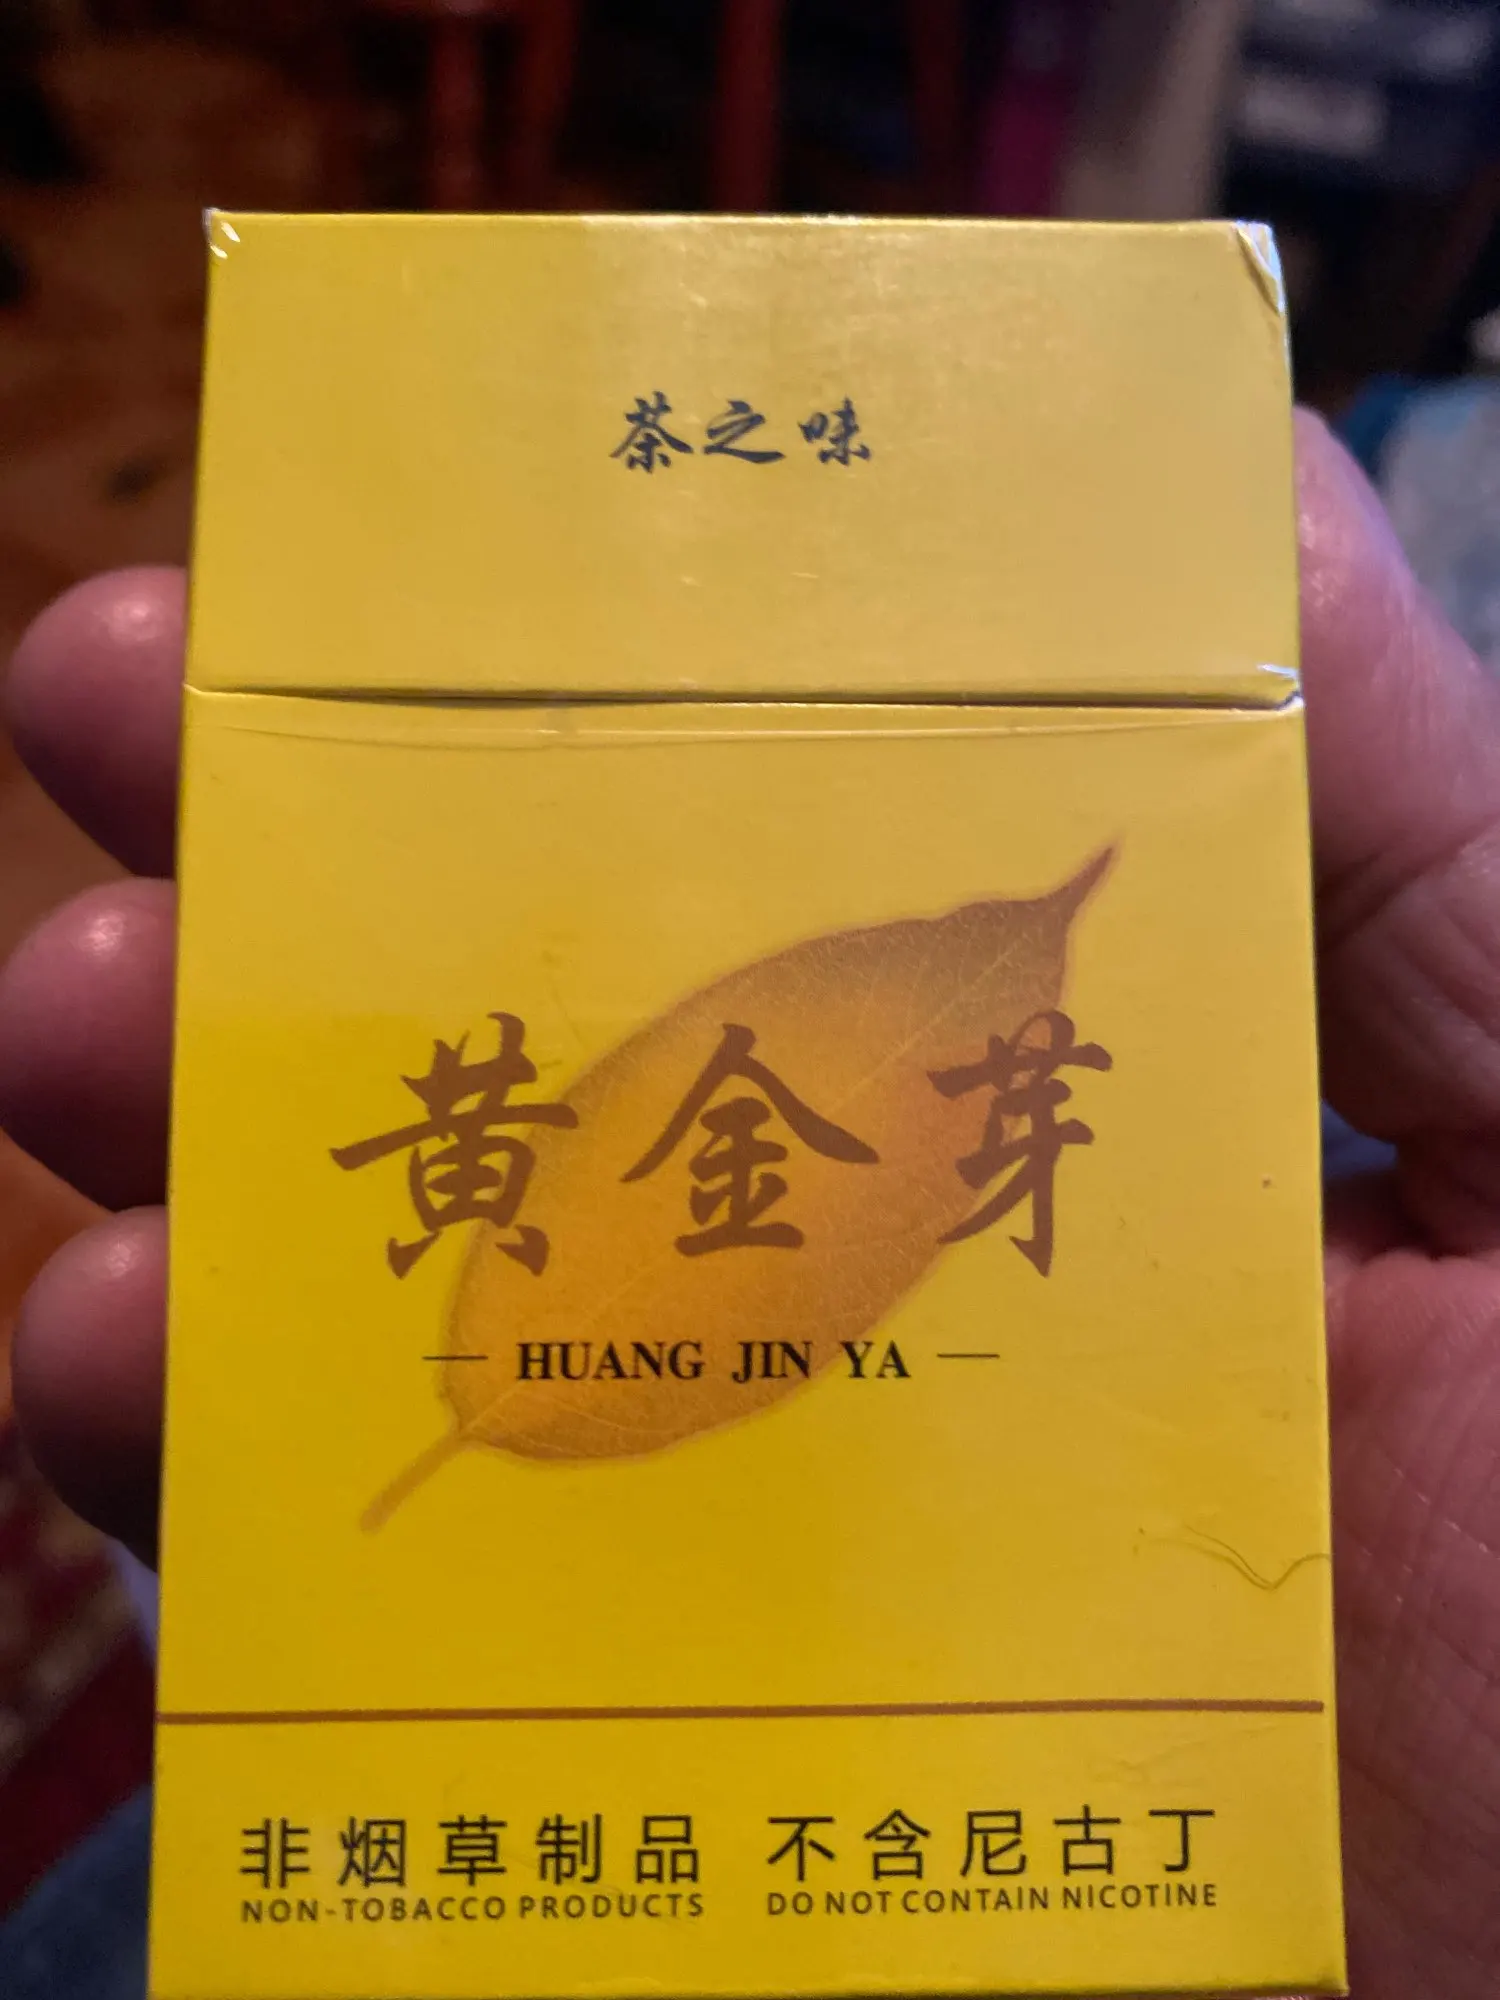 茶之味
黄金芽
— HUANG JIN YA —
非烟草制品 不含尼古丁
NON-TOBACCO PRODUCTS DO NOT CONTAIN NICOTINE